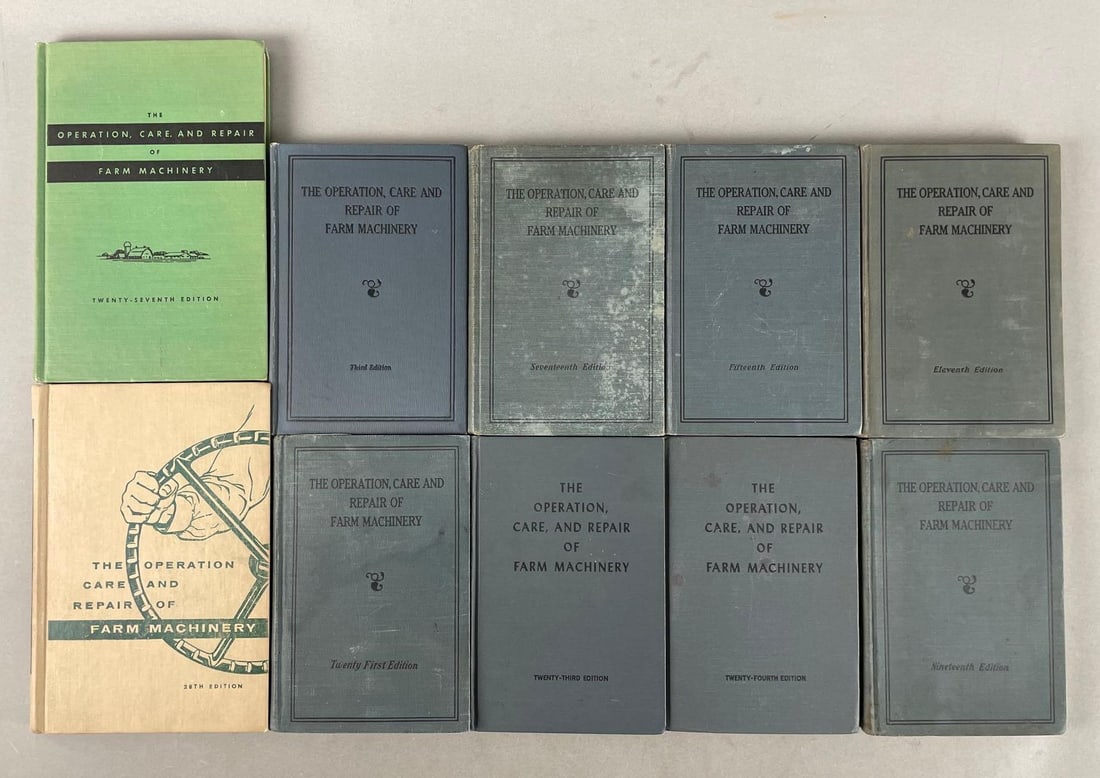 THE
OPERATION, CARE, AND REPAIR
OF
FARM MACHINERY
TWENTY-SEVENTH EDITION
THE OPERATION, CARE AND
REPAIR OF
FARM MACHINERY
Third Edition
THE OPERATION, CARE AND
REPAIR OF
FARM MACHINERY
Seventeenth Edition
THE OPERATION, CARE AND
REPAIR OF
FARM MACHINERY
Fifteenth Edition
THE OPERATION, CARE AND
REPAIR OF
FARM MACHINERY
Eleventh Edition
THE OPERATION
CARE AND
REPAIR OF
FARM MACHINERY
28TH EDITION
THE OPERATION, CARE AND
REPAIR OF
FARM MACHINERY
Twenty First Edition
THE
OPERATION,
CARE, AND REPAIR
OF
FARM MACHINERY
TWENTY-THIRD EDITION
THE
OPERATION,
CARE, AND REPAIR
OF
FARM MACHINERY
TWENTY-FOURTH EDITION
THE OPERATION, CARE AND
REPAIR OF
FARM MACHINERY
Nineteenth Edition